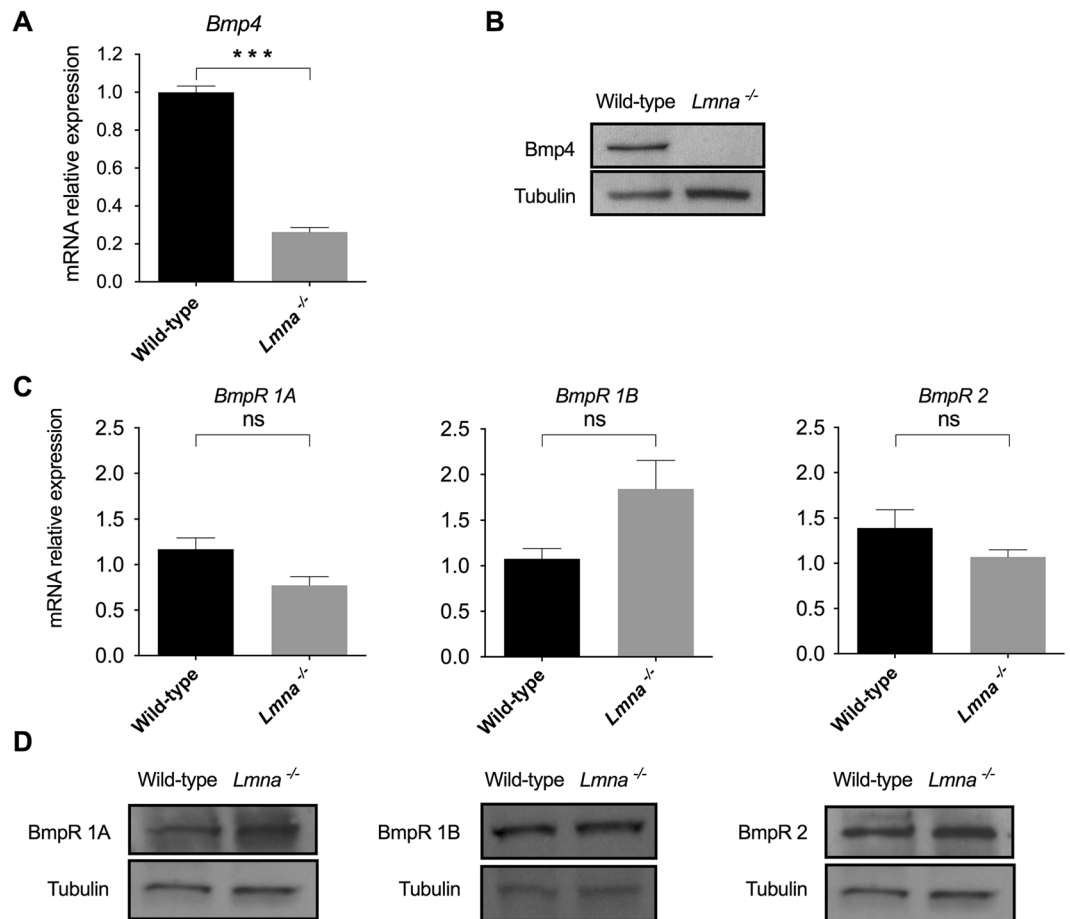 A
Bmp4
mRNA relative expression
1.2
1.0
0.8
0.6
0.4
0.2
0.0
***
Wild-type
Lmna -/-
B
Wild-type Lmna -/-
Bmp4
Tubulin
C
BmpR 1A
ns
mRNA relative expression
2.5
2.0
1.5
1.0
0.5
0.0
Wild-type
Lmna -/-
BmpR 1B
ns
2.5
2.0
1.5
1.0
0.5
0.0
Wild-type
Lmna -/-
BmpR 2
ns
2.5
2.0
1.5
1.0
0.5
0.0
Wild-type
Lmna -/-
D
Wild-type Lmna -/-
BmpR 1A
Tubulin
Wild-type Lmna -/-
BmpR 1B
Tubulin
Wild-type Lmna -/-
BmpR 2
Tubulin